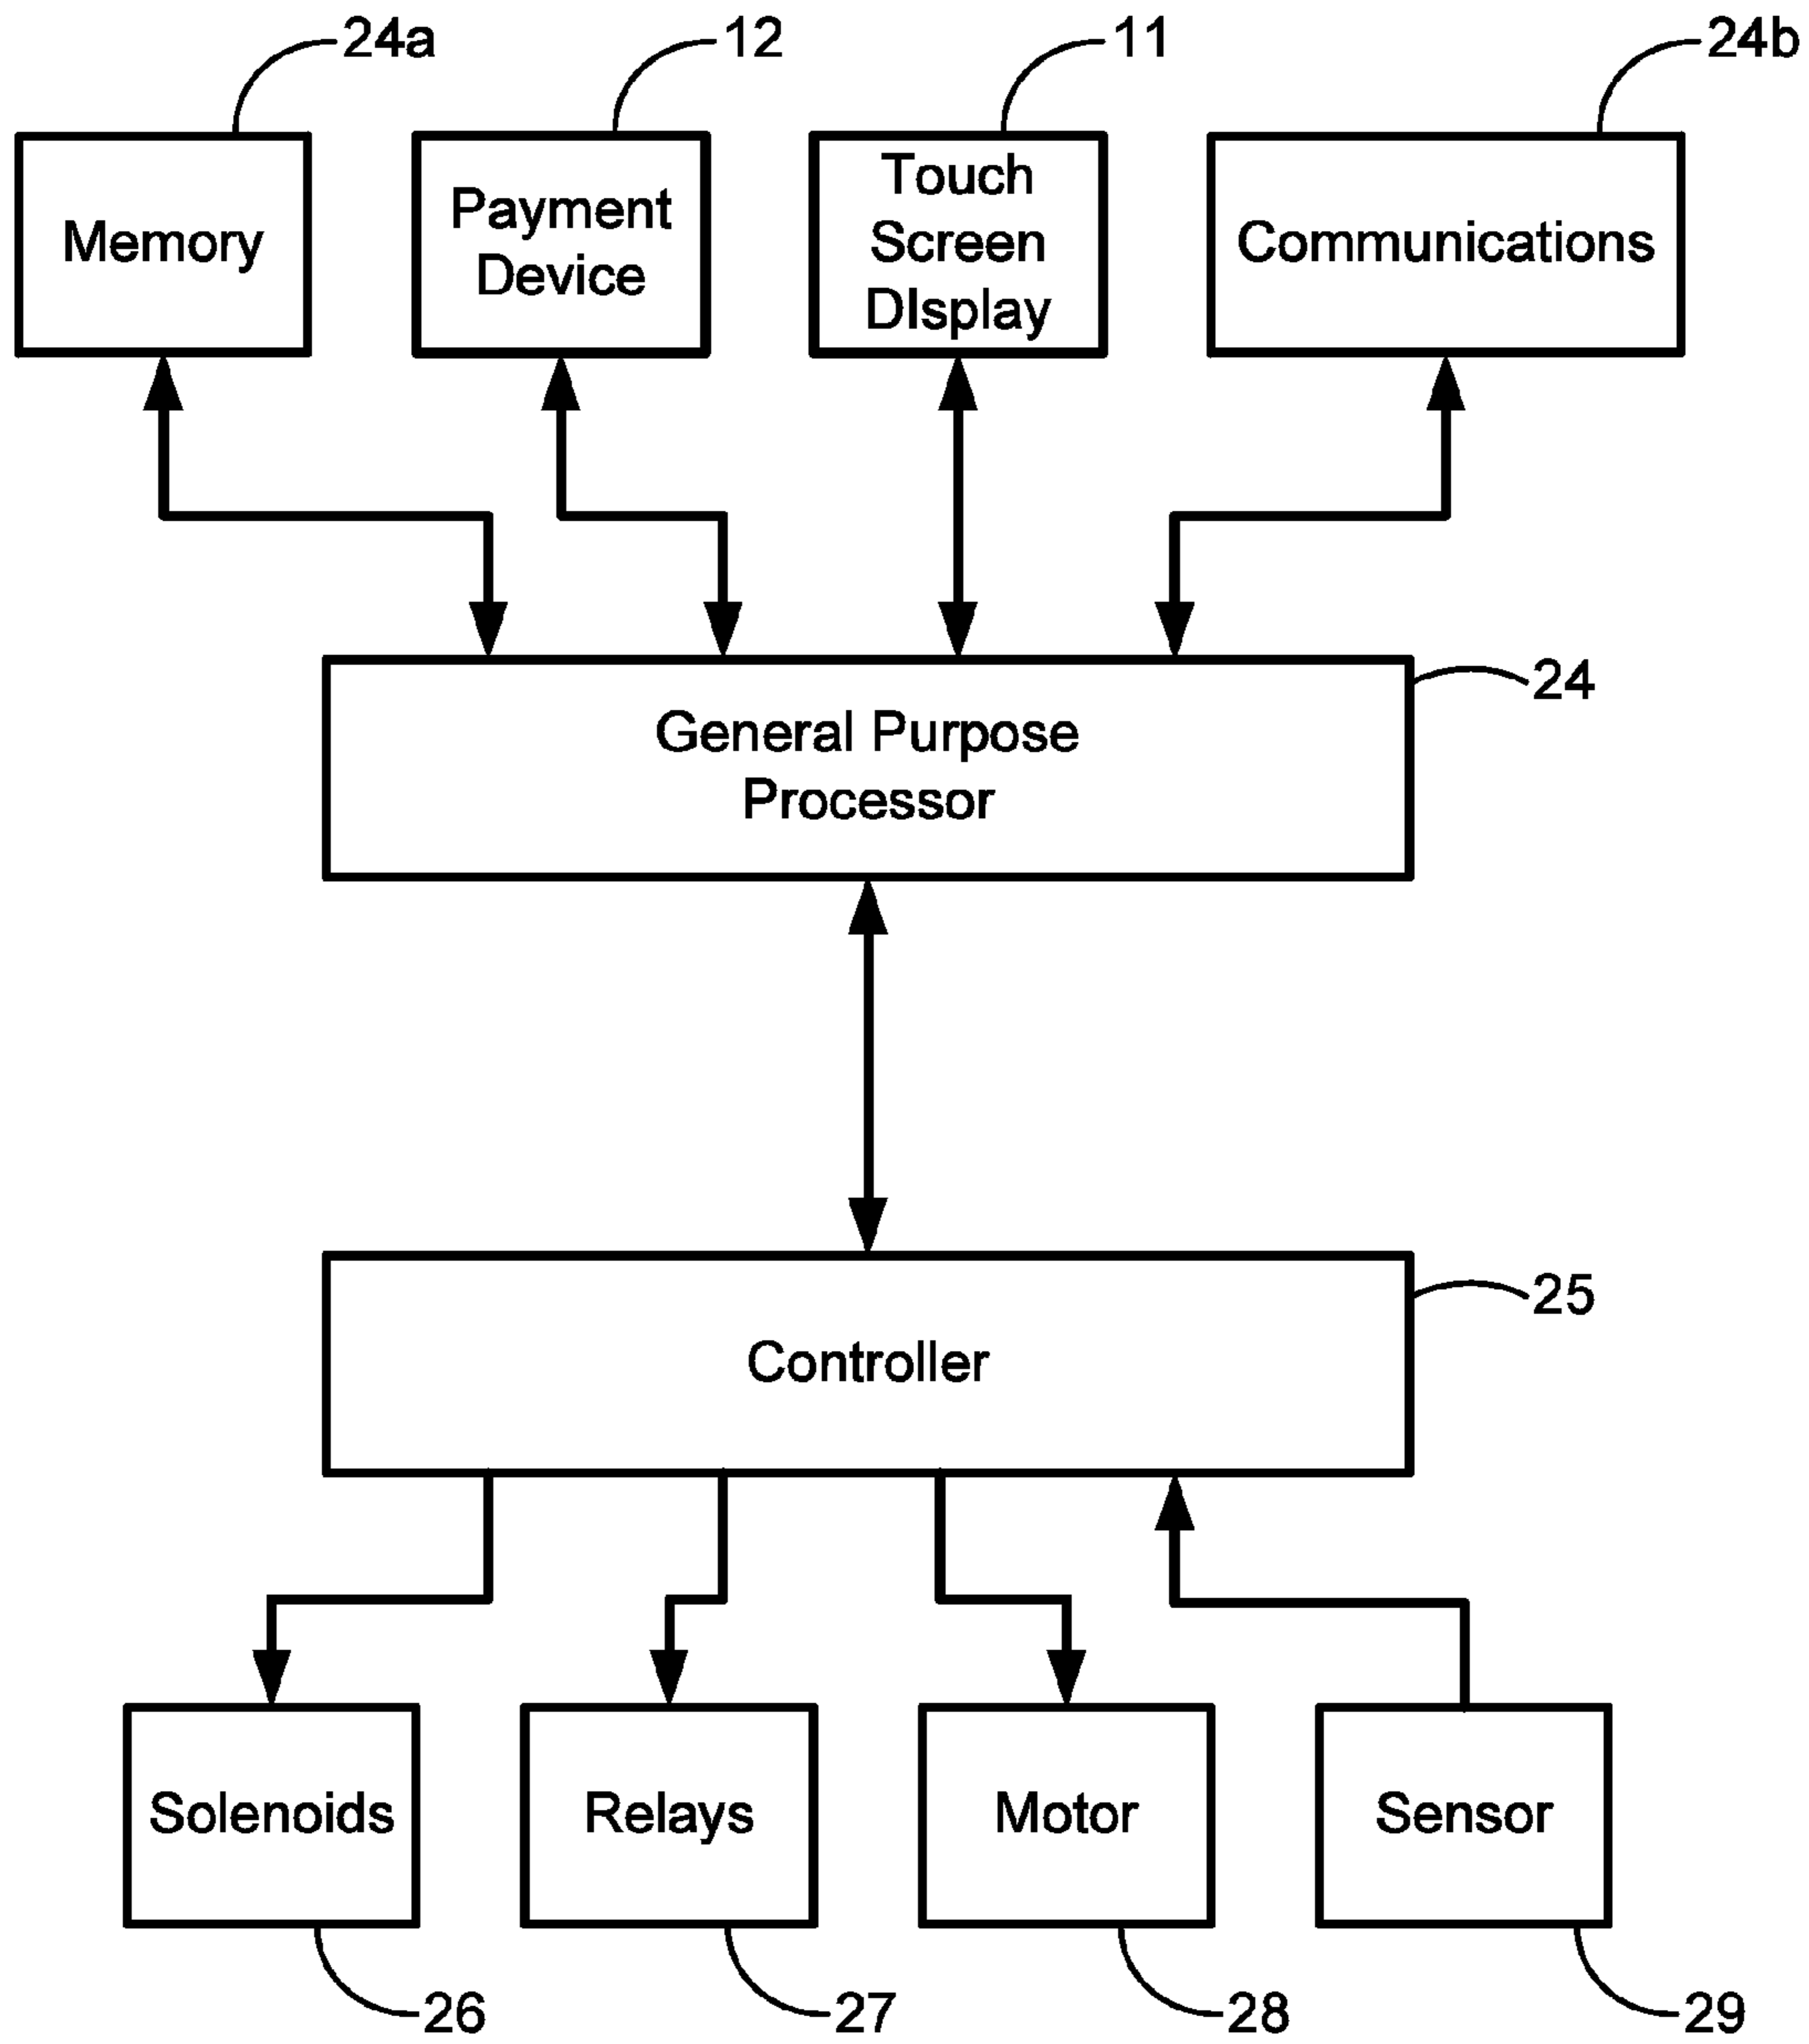 24a
12
11
24b
Memory
Payment
Device
Touch
Screen
DIsplay
Communications
24
General Purpose
Processor
25
Controller
Solenoids
Relays
Motor
Sensor
26
27
28
29